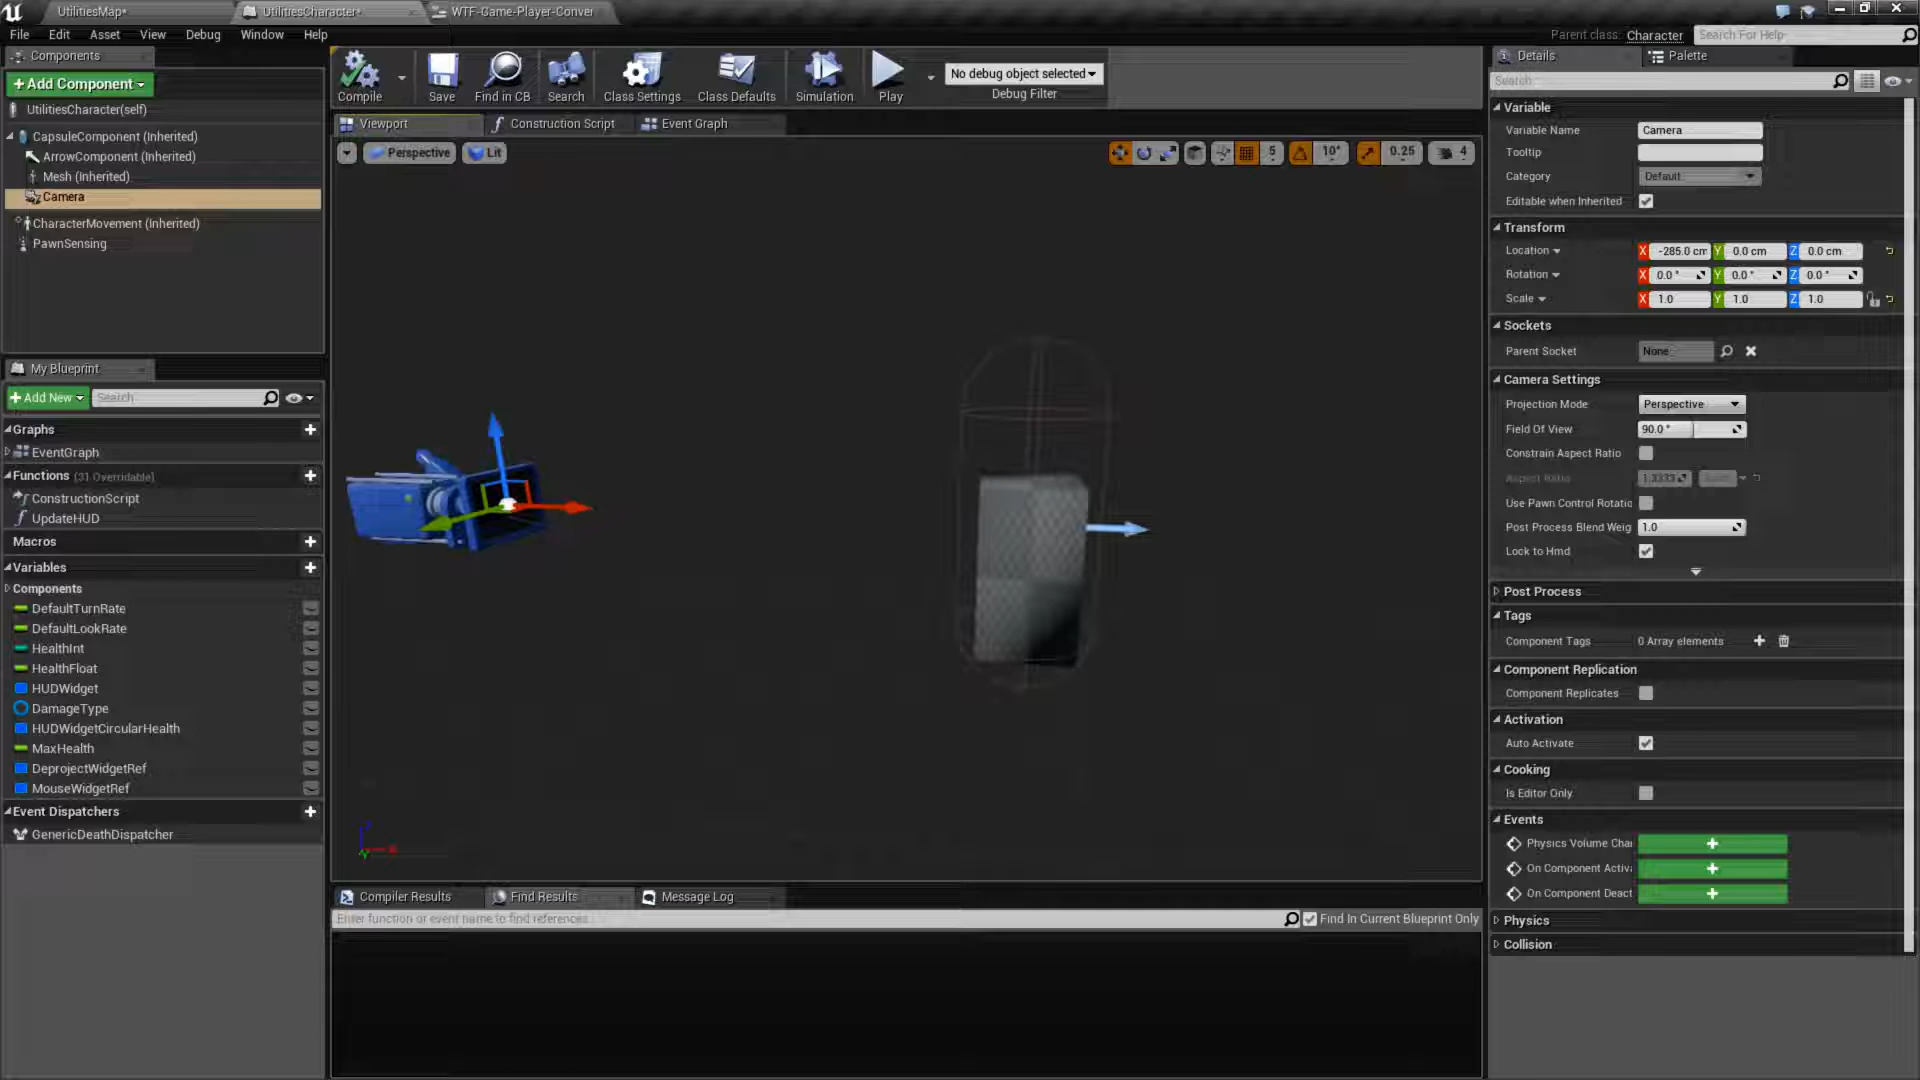 UtilitiesMap*
UtilitiesCharacter*
WTF-Game-Player-Conver
File
Edit
Asset
View
Debug
Window
Help
Parent class: Character
Search For Help
Components
+Add Component
UtilitiesCharacter(self)
CapsuleComponent (Inherited)
ArrowComponent (Inherited)
Mesh (Inherited)
Camera
CharacterMovement (Inherited)
PawnSensing
My Blueprint
+Add New
Search
Graphs
EventGraph
Functions (31 Overridable)
ConstructionScript
UpdateHUD
Macros
Variables
Components
DefaultTurnRate
DefaultLookRate
HealthInt
HealthFloat
HUDWidget
DamageType
HUDWidgetCircularHealth
MaxHealth
DeprojectWidgetRef
MouseWidgetRef
Event Dispatchers
GenericDeathDispatcher
Compile
Save
Find in CB
Search
Class Settings
Class Defaults
Simulation
Play
No debug object selected
Debug Filter
Viewport
Construction Script
Event Graph
Perspective
Lit
5
10°
0.25
4
Compiler Results
Find Results
Message Log
Enter function or event name to find references...
Find In Current Blueprint Only
Details
Palette
Search
Variable
Variable Name Camera
Tooltip
Category Default
Editable when Inherited
Transform
Location X -285.0 cm Y 0.0 cm Z 0.0 cm
Rotation X 0.0 ° Y 0.0 ° Z 0.0 °
Scale X 1.0 Y 1.0 Z 1.0
Sockets
Parent Socket None
Camera Settings
Projection Mode Perspective
Field Of View 90.0 °
Constrain Aspect Ratio
Aspect Ratio 1.3333
Use Pawn Control Rotatio
Post Process Blend Weig 1.0
Lock to Hmd
Post Process
Tags
Component Tags 0 Array elements
Component Replication
Component Replicates
Activation
Auto Activate
Cooking
Is Editor Only
Events
Physics Volume Cha
On Component Activ
On Component Deact
Physics
Collision